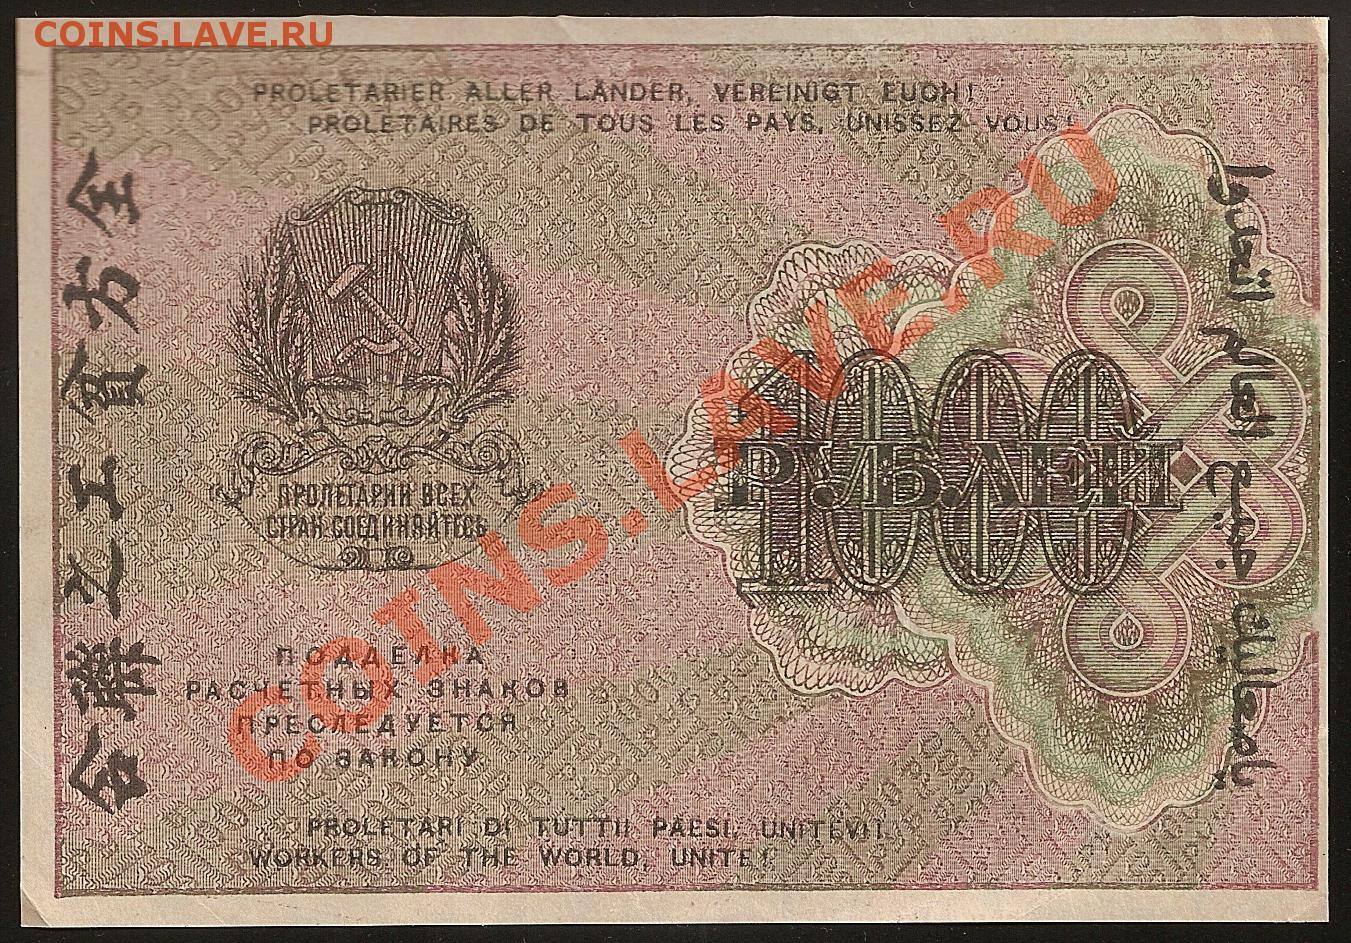 COINS.LAVE.RU
PROLETARIER ALLER LÄNDER, VEREINIGT EUCH!
PROLETAIRES DE TOUS LES PAYS, UNISSEZ-VOUS!
ПРОЛЕТАРИИ ВСЕХ
СТРАН, СОЕДИНЯЙТЕСЬ
1000
РУБЛЕЙ
COINS.LAVE.RU
ПОДДЕЛКА
РАСЧЕТНЫХ ЗНАКОВ
ПРЕСЛЕДУЕТСЯ
ПО ЗАКОНУ
PROLETARI DI TUTTII PAESI, UNITEVI!
WORKERS OF THE WORLD, UNITE!